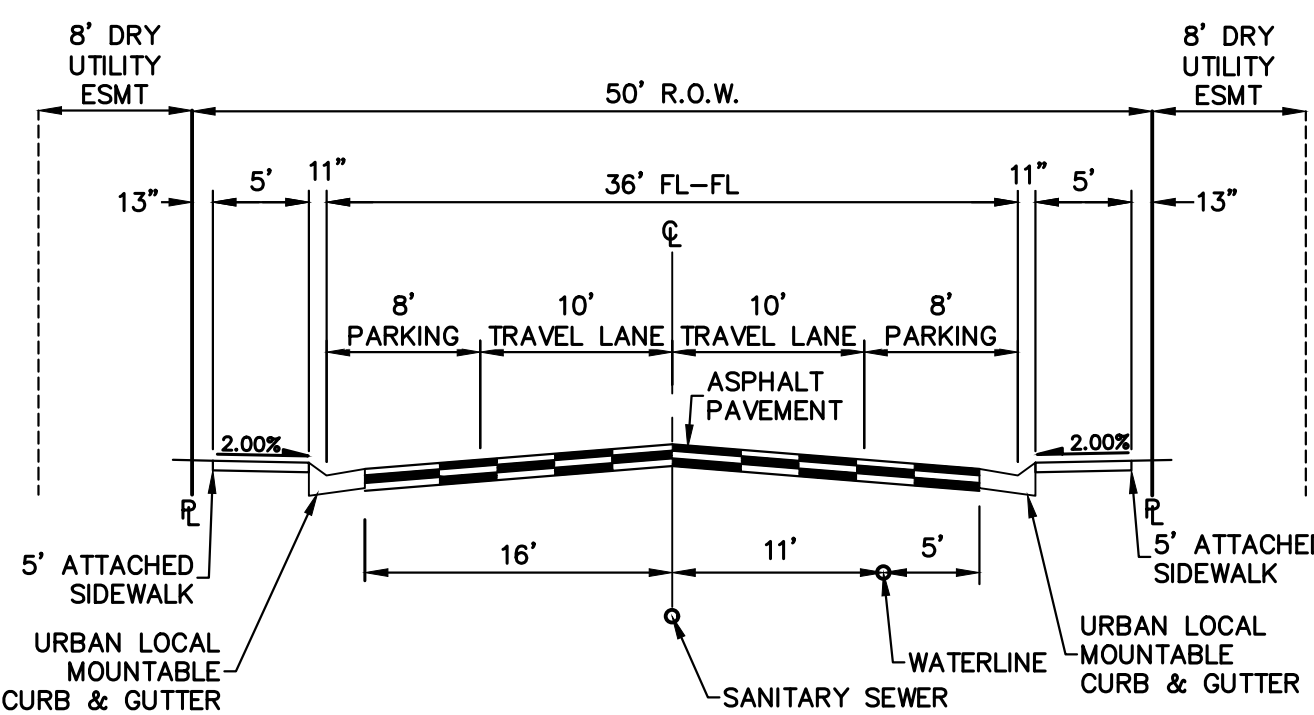 8' DRY
UTILITY
ESMT
50' R.O.W.
8' DRY
UTILITY
ESMT
13"
5'
11"
36' FL-FL
11"
5'
13"
℄
8'
PARKING
10'
TRAVEL LANE
10'
TRAVEL LANE
8'
PARKING
ASPHALT
PAVEMENT
2.00%
2.00%
PL
PL
16'
11'
5'
5' ATTACHED
SIDEWALK
5' ATTACHED
SIDEWALK
URBAN LOCAL
MOUNTABLE
CURB & GUTTER
SANITARY SEWER
WATERLINE
URBAN LOCAL
MOUNTABLE
CURB & GUTTER